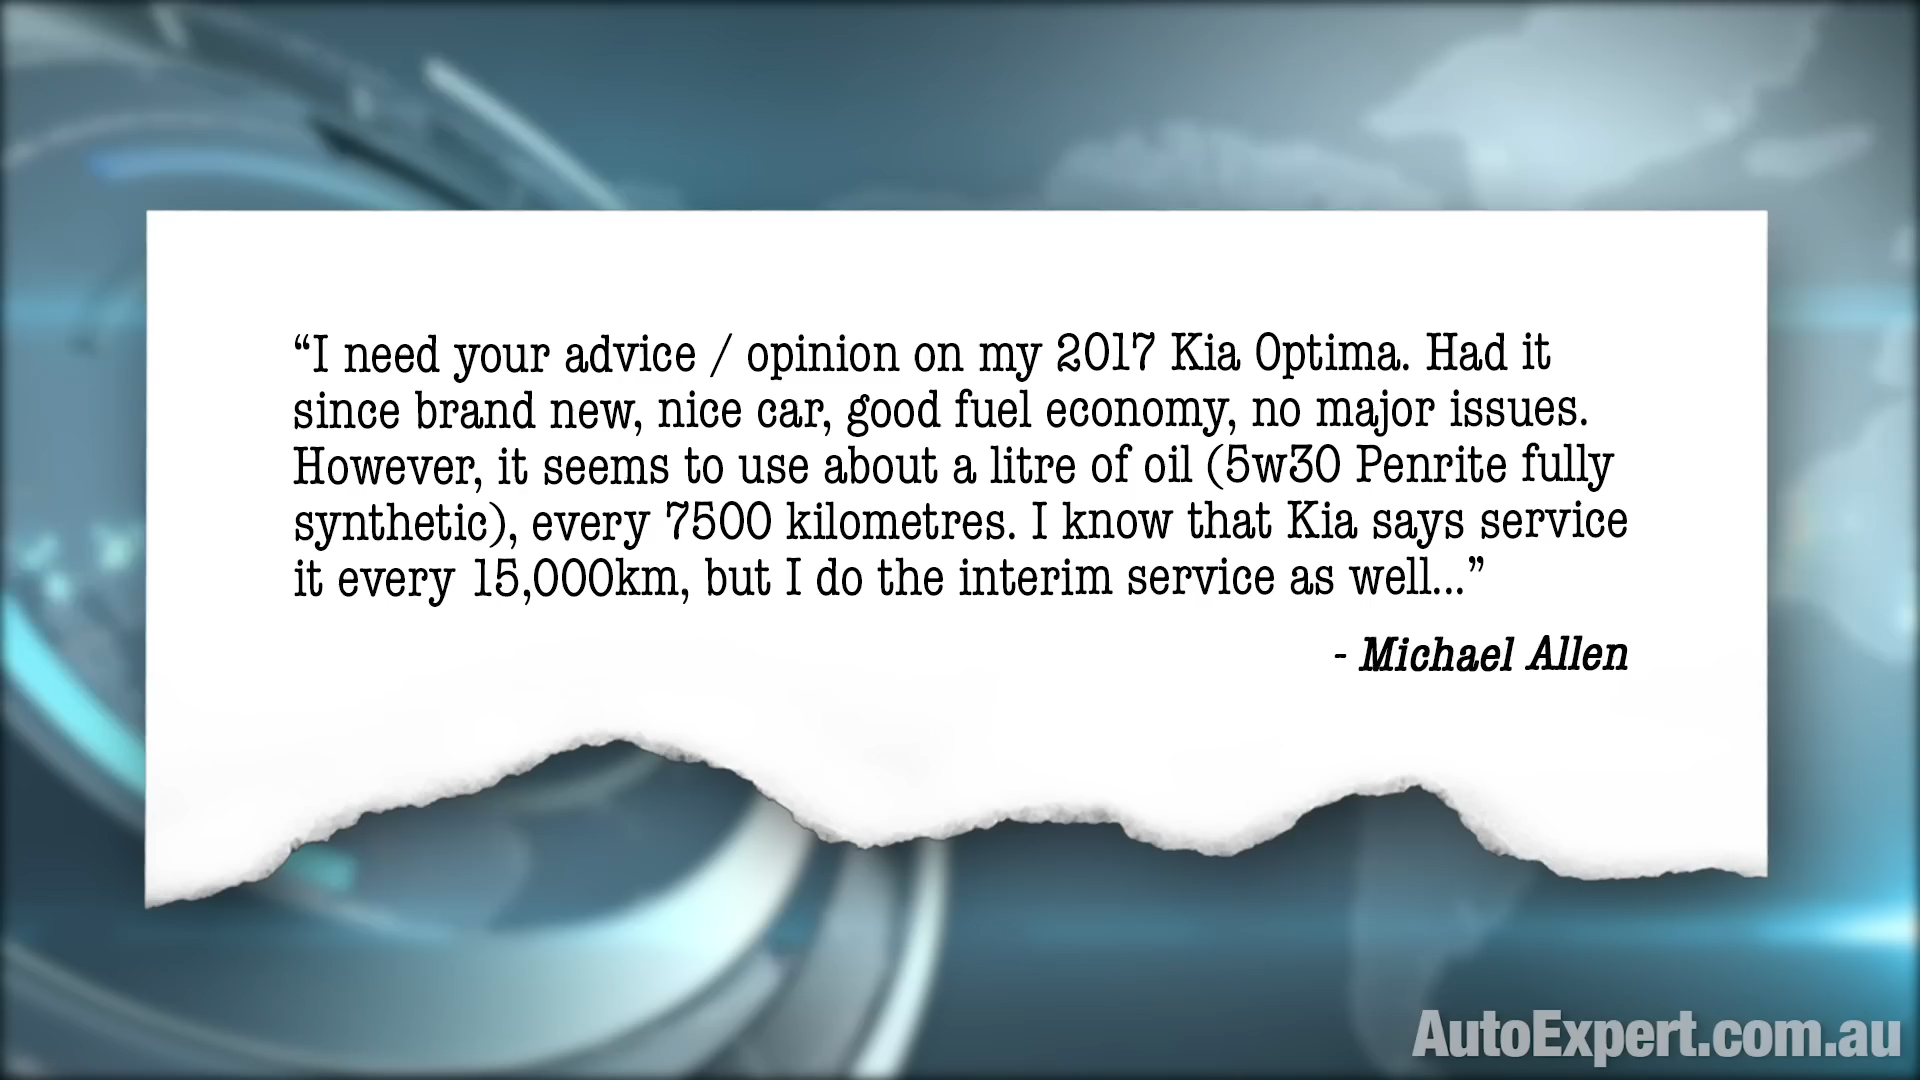 “I need your advice / opinion on my 2017 Kia Optima. Had it
since brand new, nice car, good fuel economy, no major issues.
However, it seems to use about a litre of oil (5w30 Penrite fully
synthetic), every 7500 kilometres. I know that Kia says service
it every 15,000km, but I do the interim service as well...”
- Michael Allen
AutoExpert.com.au